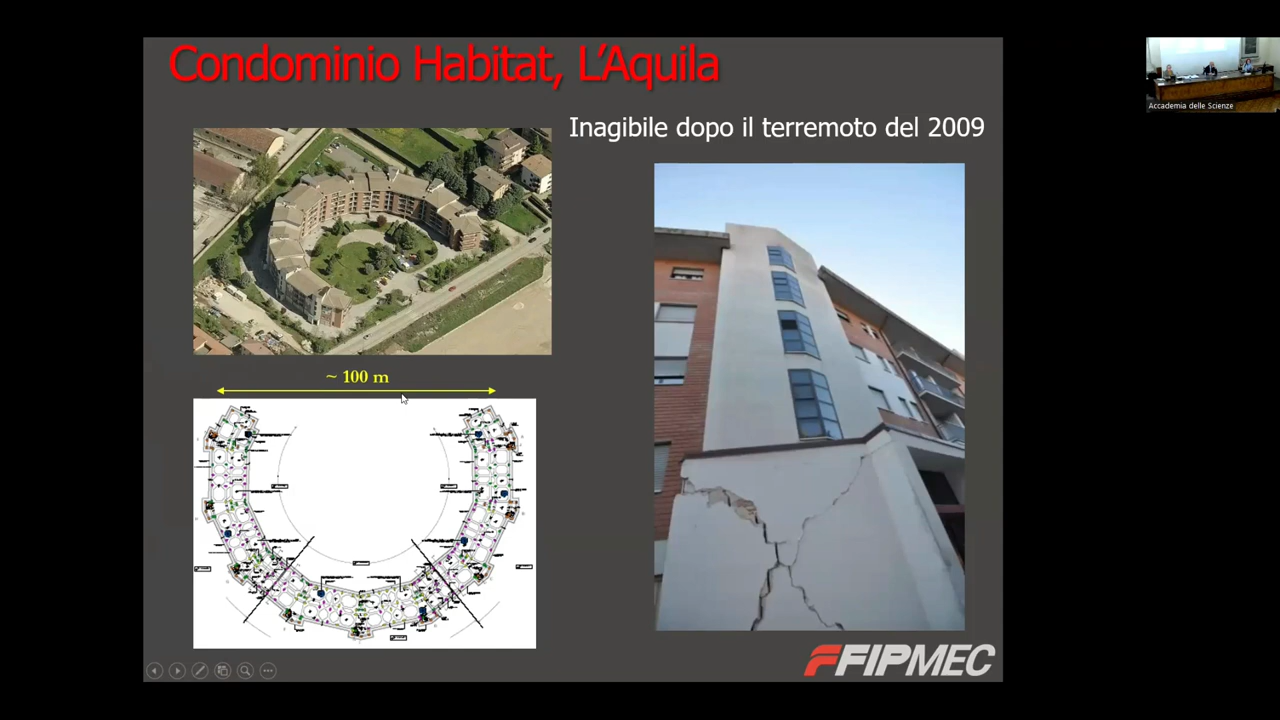 Condominio Habitat, L'Aquila
Inagibile dopo il terremoto del 2009
~ 100 m
FIPMEC
Accademia delle Scienze